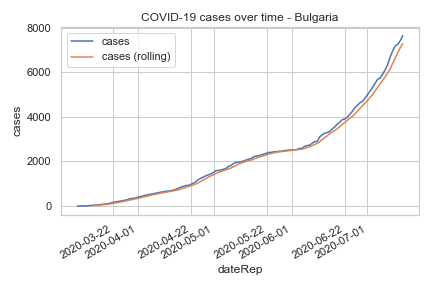 COVID-19 cases over time - Bulgaria
cases
cases (rolling)
8000
6000
4000
2000
0
cases
2020-03-22
2020-04-01
2020-04-22
2020-05-01
2020-05-22
2020-06-01
2020-06-22
2020-07-01
dateRep